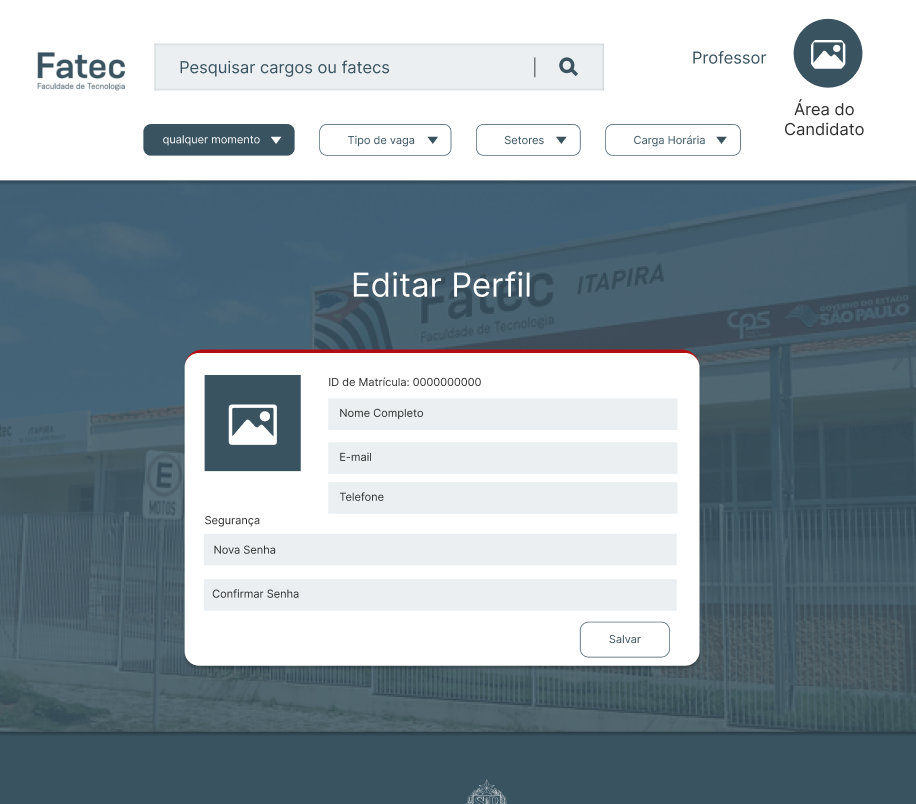 Fatec
Faculdade de Tecnologia
Pesquisar cargos ou fatecs
Professor
Área do
Candidato
qualquer momento
Tipo de vaga
Setores
Carga Horária
Editar Perfil
Fatec
Faculdade de Tecnologia
ITAPIRA
CPS
GOVERNO DO ESTADO
SÃO PAULO
ITAPIRA
E
MOTOS
ID de Matrícula: 0000000000
Nome Completo
E-mail
Telefone
Segurança
Nova Senha
Confirmar Senha
Salvar